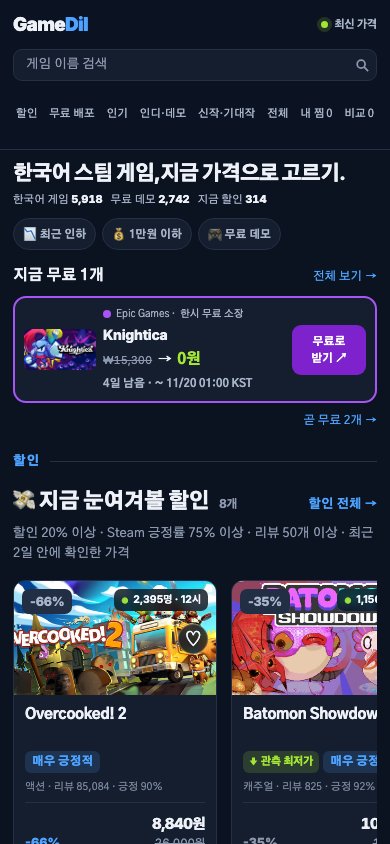 GameDil
최신 가격
게임 이름 검색
할인 무료 배포 인기 인디·데모 신작·기대작 전체 내 찜 0 비교 0
한국어 스팀 게임,지금 가격으로 고르기.
한국어 게임 5,918 무료 데모 2,742 지금 할인 314
최근 인하 1만원 이하 무료 데모
지금 무료 1개
전체 보기 →
Epic Games · 한시 무료 소장
Knightica
Knightica
₩15,300 → 0원
4일 남음 · ~ 11/20 01:00 KST
무료로
받기 ↗
곧 무료 2개 →
할인
지금 눈여겨볼 할인 8개
할인 전체 →
할인 20% 이상 · Steam 긍정률 75% 이상 · 리뷰 50개 이상 · 최근
2일 안에 확인한 가격
-66%
2,395명 · 12시
OVERCOOKED! 2
Overcooked! 2
매우 긍정적
액션 · 리뷰 85,084 · 긍정 90%
8,840원
-66%
26,000원
-35%
BATOMON
SHOWDOWN
Batomon Showdow
관측 최저가
매우 긍정
캐주얼 · 리뷰 825 · 긍정 92%
-35%